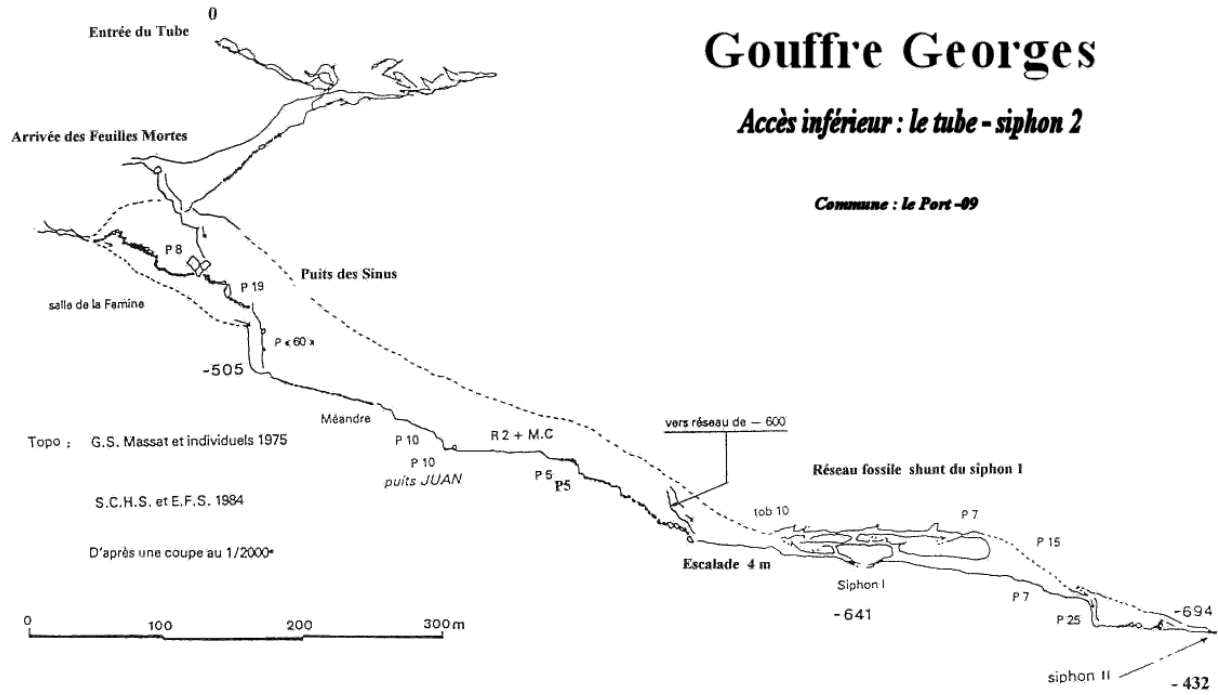 0
Entrée du Tube
Gouffre Georges
Accès inférieur : le tube - siphon 2
Arrivée des Feuilles Mortes
Commune : le Port -09
P 8
Puits des Sinus
P 19
salle de la Famine
P « 60 »
-505
Méandre
vers réseau de — 600
Topo : G.S. Massat et individuels 1975
P 10
R 2 + M.C
P 10
puits JUAN
P 5
P5
Réseau fossile shunt du siphon 1
S.C.H.S. et E.F.S. 1984
tob 10
P 7
P 15
D'après une coupe au 1/2000e
Escalade 4 m
Siphon I
P 7
-641
P 25
-694
0 100 200 300 m
siphon II
- 432